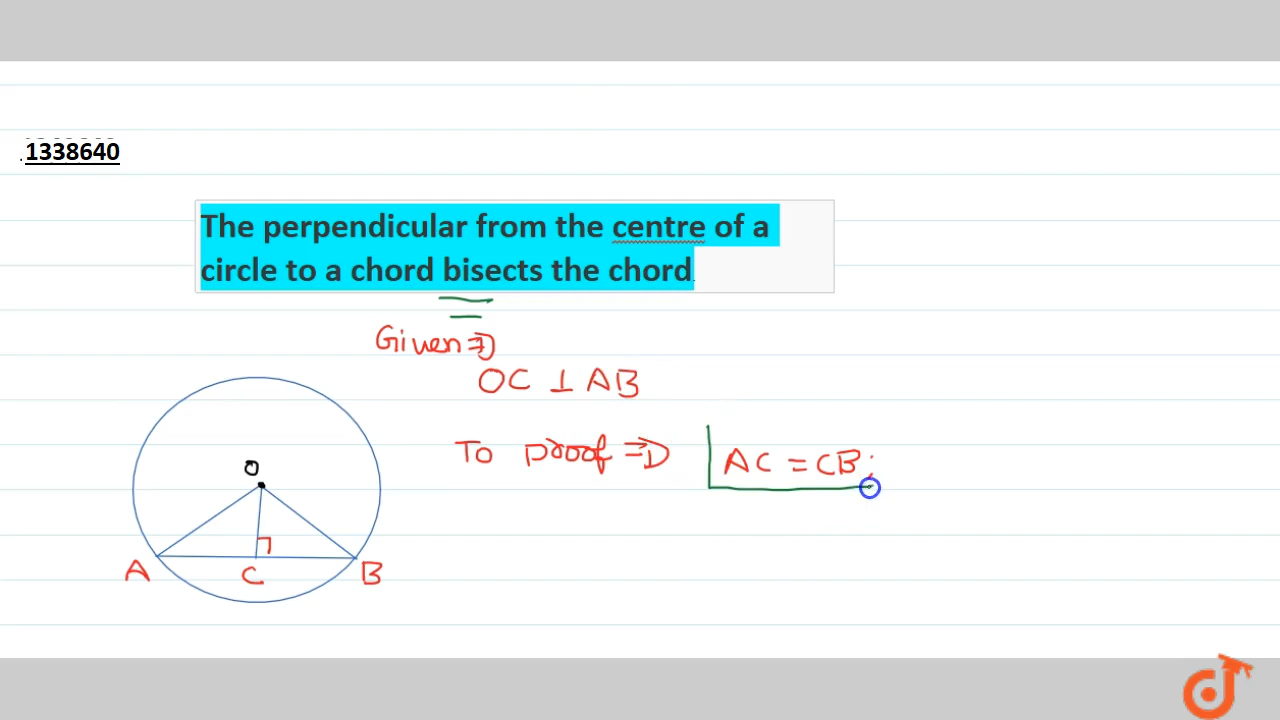 1338640
The perpendicular from the centre of a
circle to a chord bisects the chord
Given ⇒
OC ⊥ AB
To proof ⇒
AC = CB;
O
A
C
B